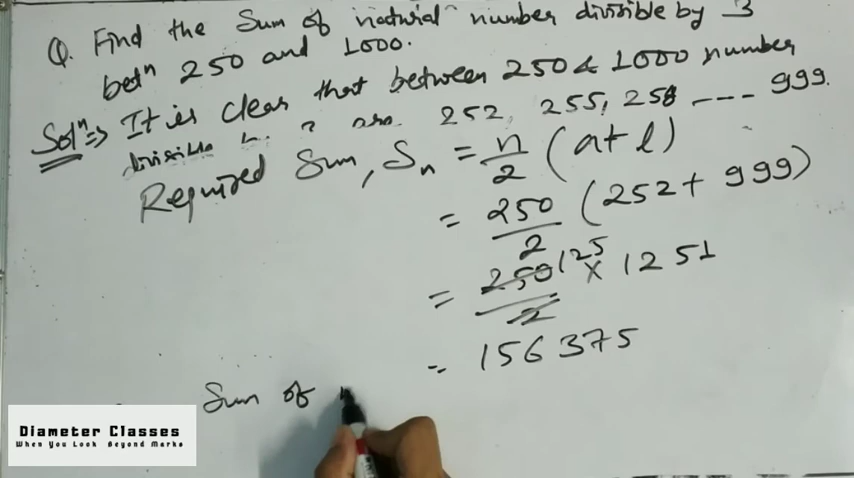 Q. Find the Sum of natural number divisible by 3
betⁿ 250 and 1000.
Solⁿ ⇒ It is clear that between 250 & 1000 number
divisible are 252, 255, 258 ---- 999.
Required Sum, Sₙ = n/2 (a+l)
= 250/2 (252+999)
= 250/2 125 × 1251
= 156375
Sum of
Diameter Classes
When You Look Beyond Marks